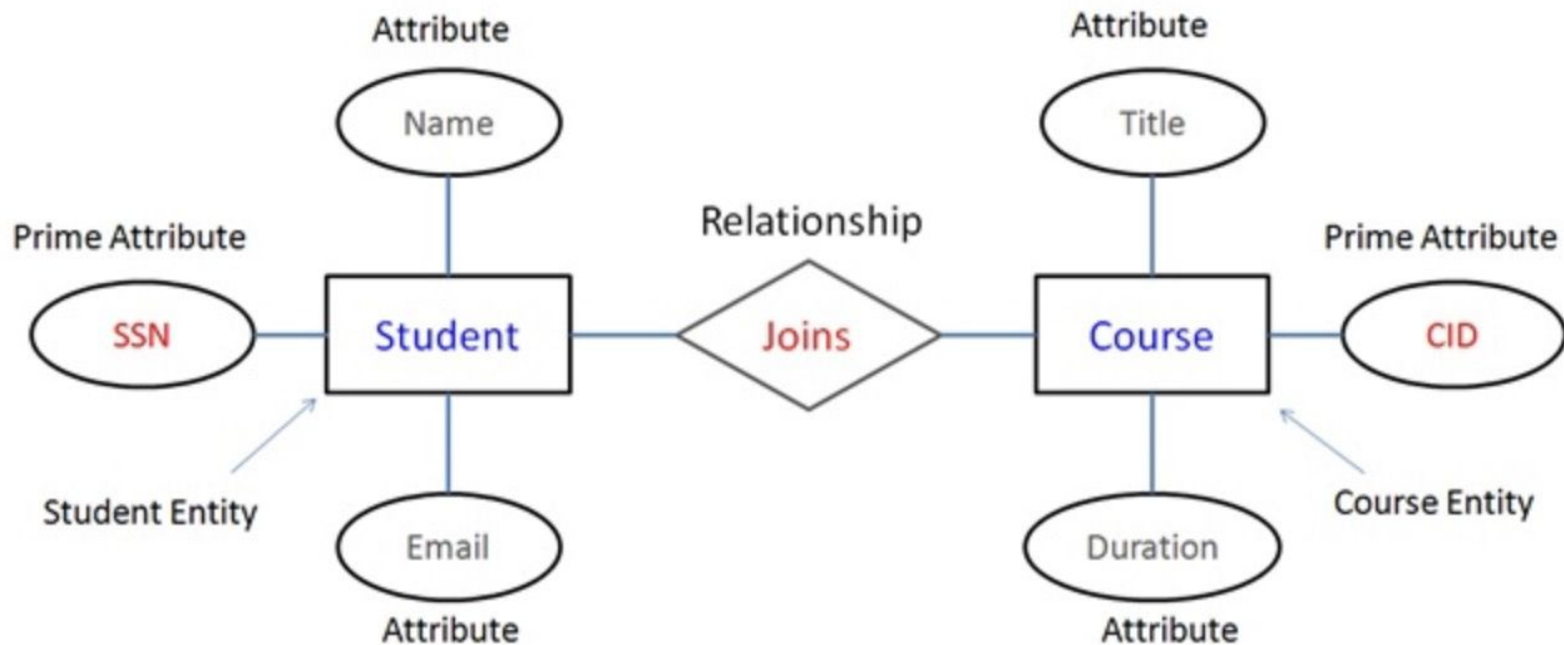 Attribute
Attribute
Name
Title
Relationship
Prime Attribute
Prime Attribute
SSN
Student
Joins
Course
CID
Student Entity
Course Entity
Email
Duration
Attribute
Attribute